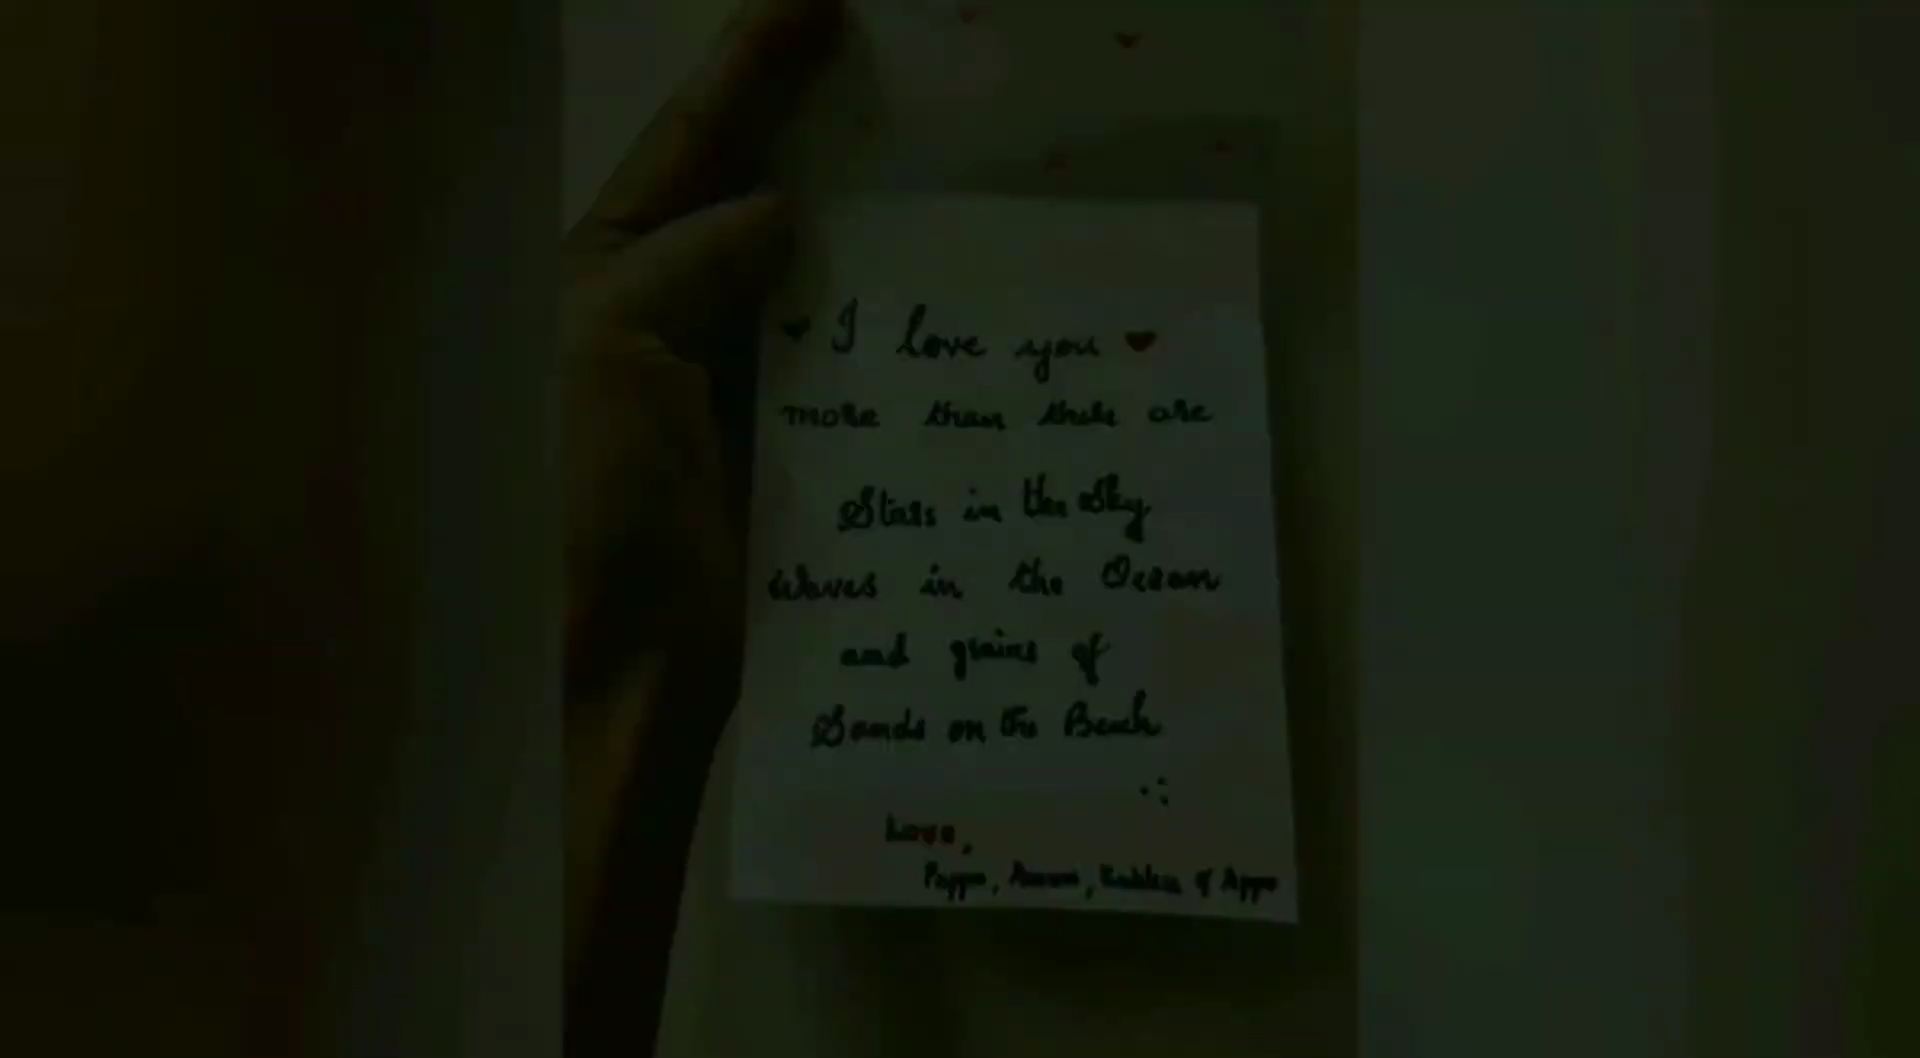 ♥ I love you ♥
more than there are
Stars in the Sky
Waves in the Ocean
and grains of
Sands on the Beach
Love,